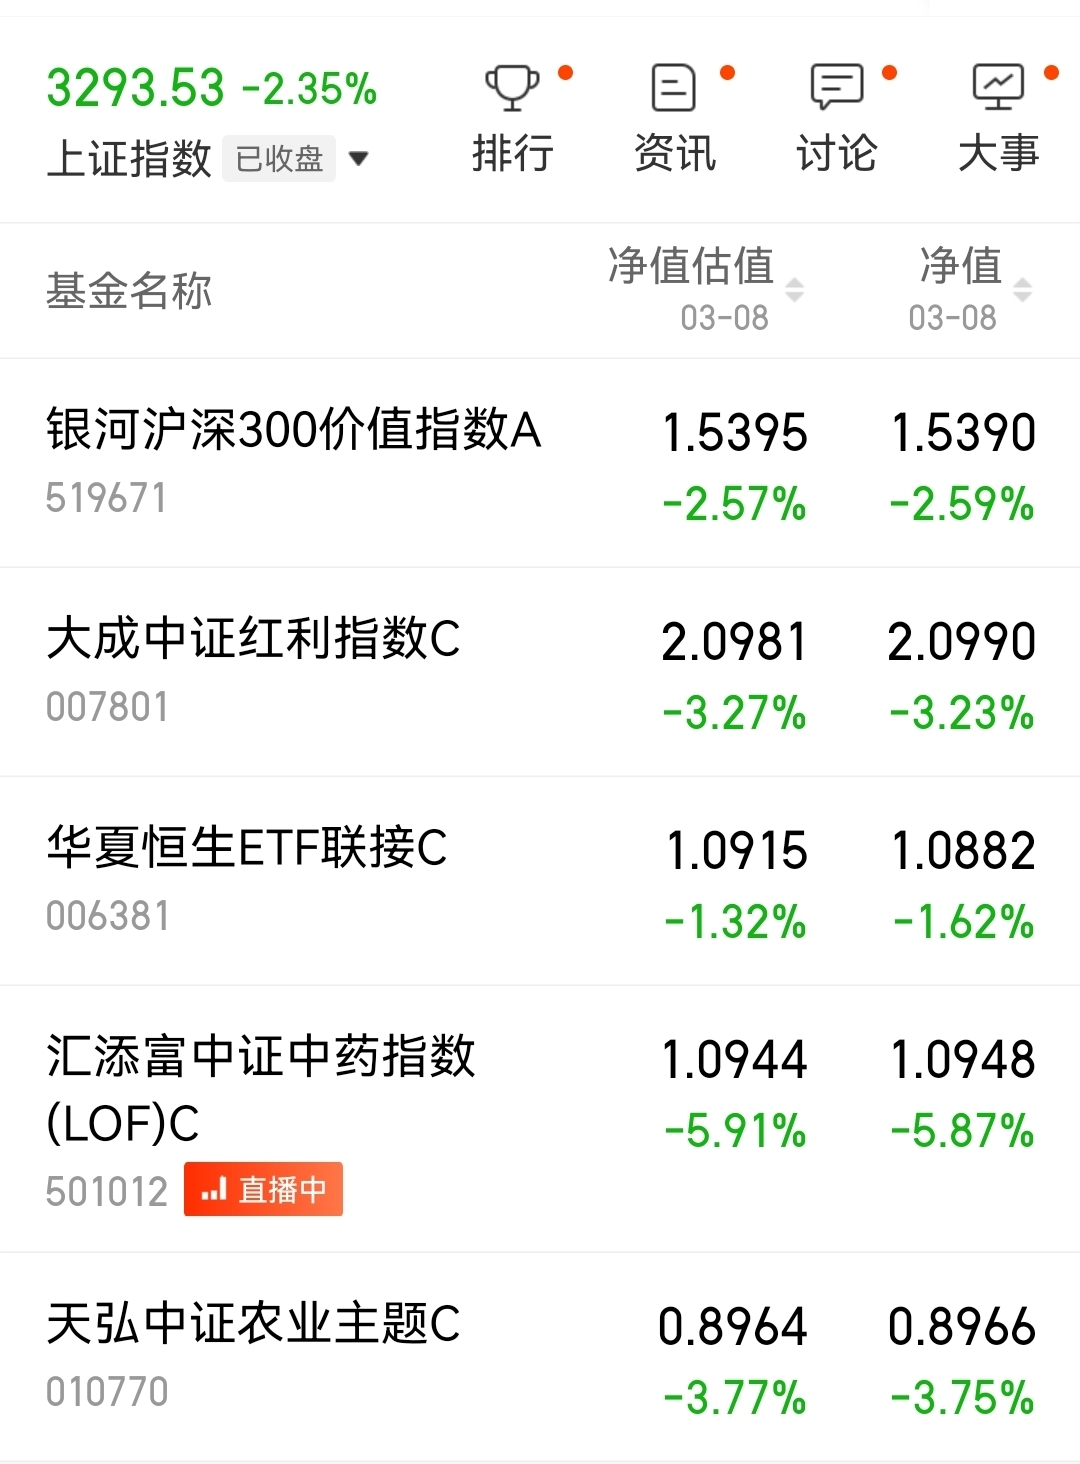 3293.53 -2.35%
上证指数 已收盘
排行 资讯 讨论 大事
基金名称 净值估值 净值
03-08 03-08
银河沪深300价值指数A 1.5395 1.5390
519671 -2.57% -2.59%
大成中证红利指数C 2.0981 2.0990
007801 -3.27% -3.23%
华夏恒生ETF联接C 1.0915 1.0882
006381 -1.32% -1.62%
汇添富中证中药指数 1.0944 1.0948
(LOF)C -5.91% -5.87%
501012 直播中
天弘中证农业主题C 0.8964 0.8966
010770 -3.77% -3.75%